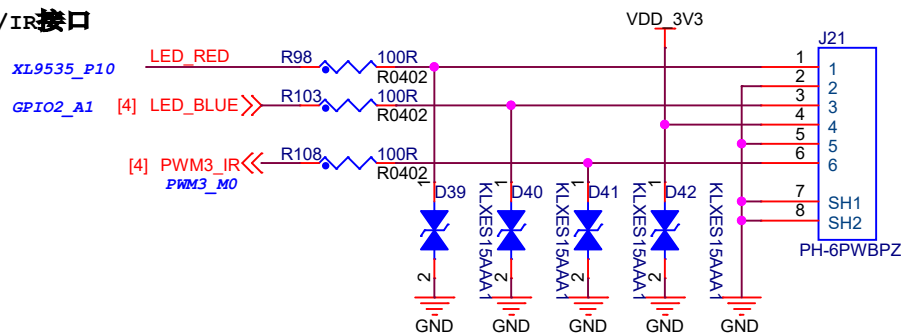 /IR接口
VDD_3V3
J21
LED_RED R98 100R 1 1
XL9535_P10 R0402 2 2
GPIO2_A1 [4] LED_BLUE R103 100R 3 3
R0402 4 4
5 5
[4] PWM3_IR R108 100R 6 6
PWM3_M0 R0402
1 D39 1 D40 1 D41 1 D42
7 SH1
8 SH2
KLXES15AAA1 KLXES15AAA1 KLXES15AAA1 KLXES15AAA1
PH-6PWBPZ
2 2 2 2
GND GND GND GND GND